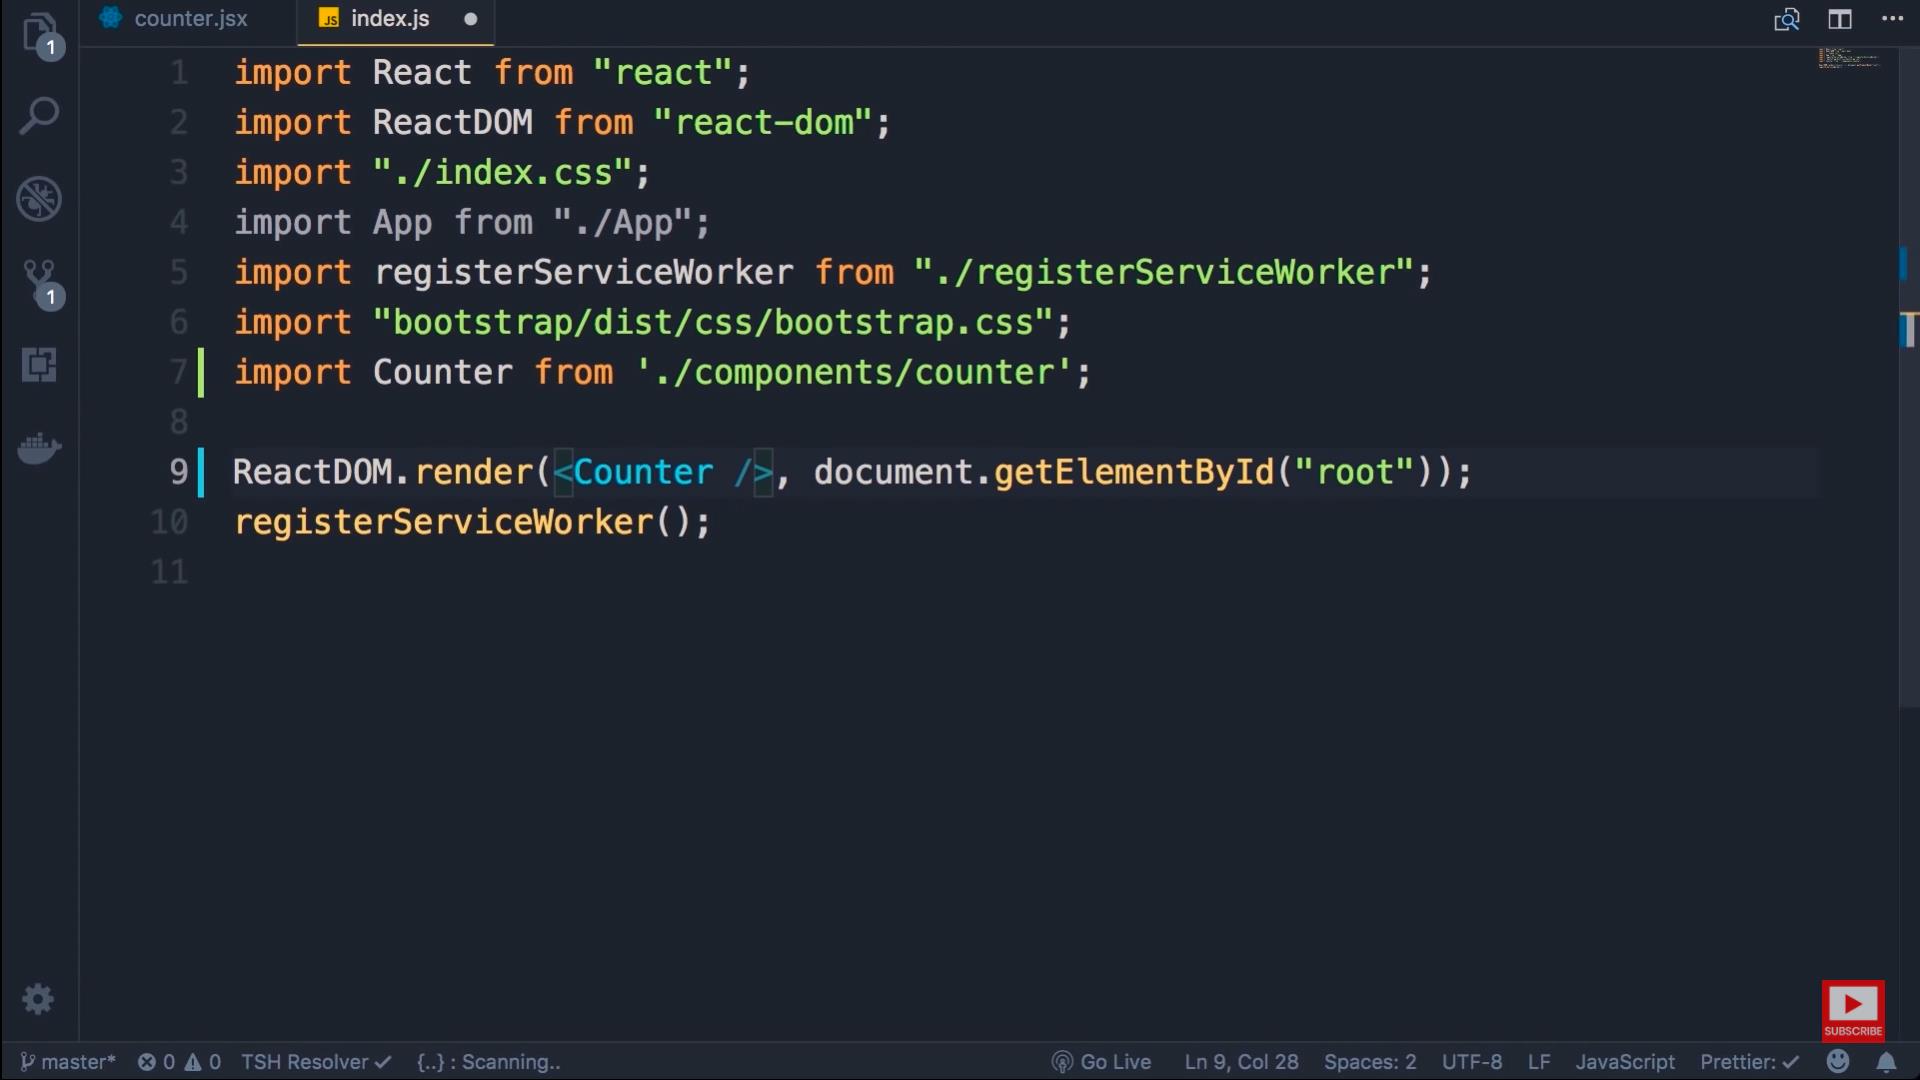 counter.jsx
JS index.js
1
1
1 import React from "react";
2 import ReactDOM from "react-dom";
3 import "./index.css";
4 import App from "./App";
5 import registerServiceWorker from "./registerServiceWorker";
6 import "bootstrap/dist/css/bootstrap.css";
7 import Counter from './components/counter';
8
9 ReactDOM.render(<Counter />, document.getElementById("root"));
10 registerServiceWorker();
11
SUBSCRIBE
master* 0 0 TSH Resolver {..} : Scanning.. Go Live Ln 9, Col 28 Spaces: 2 UTF-8 LF JavaScript Prettier: